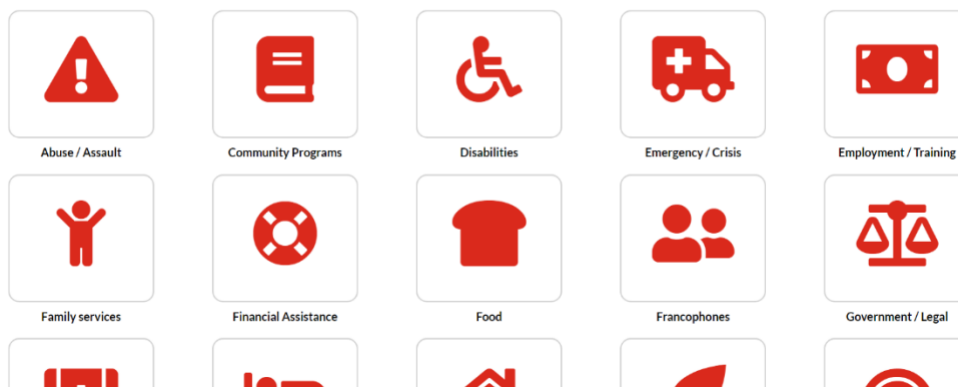 Abuse / Assault
Community Programs
Disabilities
Emergency / Crisis
Employment / Training
Family services
Financial Assistance
Food
Francophones
Government / Legal